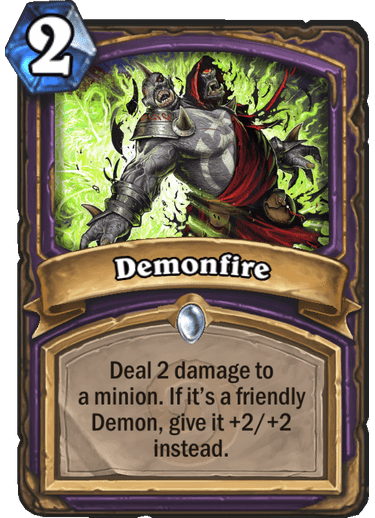 2
Demonfire
Deal 2 damage to
a minion. If it's a friendly
Demon, give it +2/+2
instead.